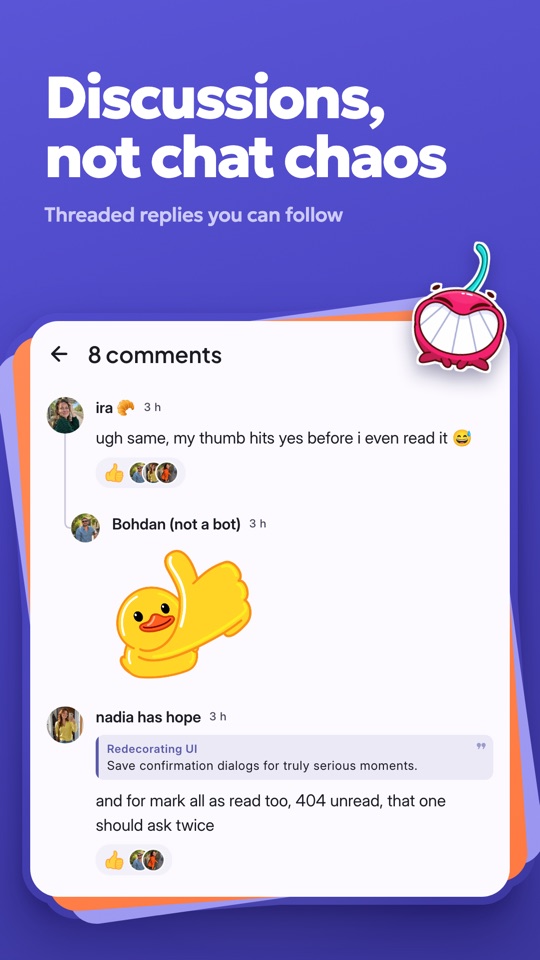 Discussions,
not chat chaos
Threaded replies you can follow
8 comments
ira 🥐 3 h
ugh same, my thumb hits yes before i even read it 😅
Bohdan (not a bot) 3 h
nadia has hope 3 h
Redecorating UI
Save confirmation dialogs for truly serious moments.
and for mark all as read too, 404 unread, that one
should ask twice